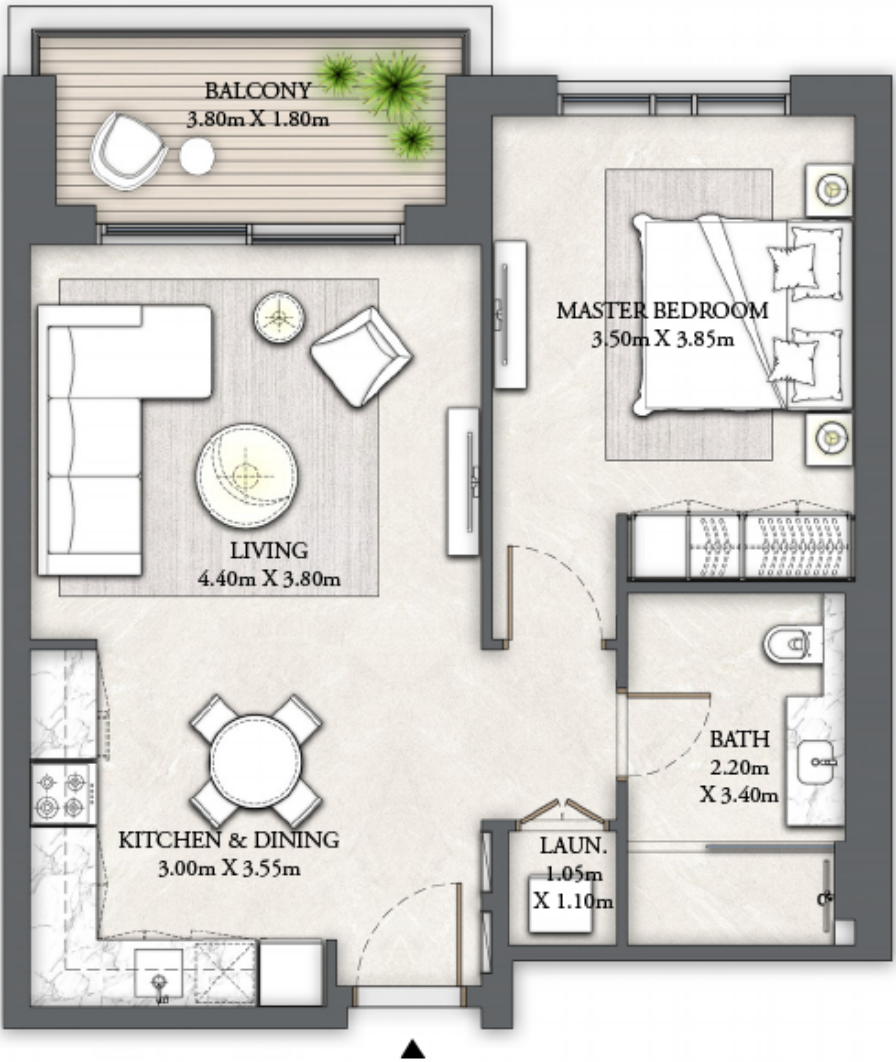 BALCONY
3.80m X 1.80m
MASTER BEDROOM
3.50m X 3.85m
LIVING
4.40m X 3.80m
BATH
2.20m
X 3.40m
KITCHEN & DINING
3.00m X 3.55m
LAUN.
1.05m
X 1.10m